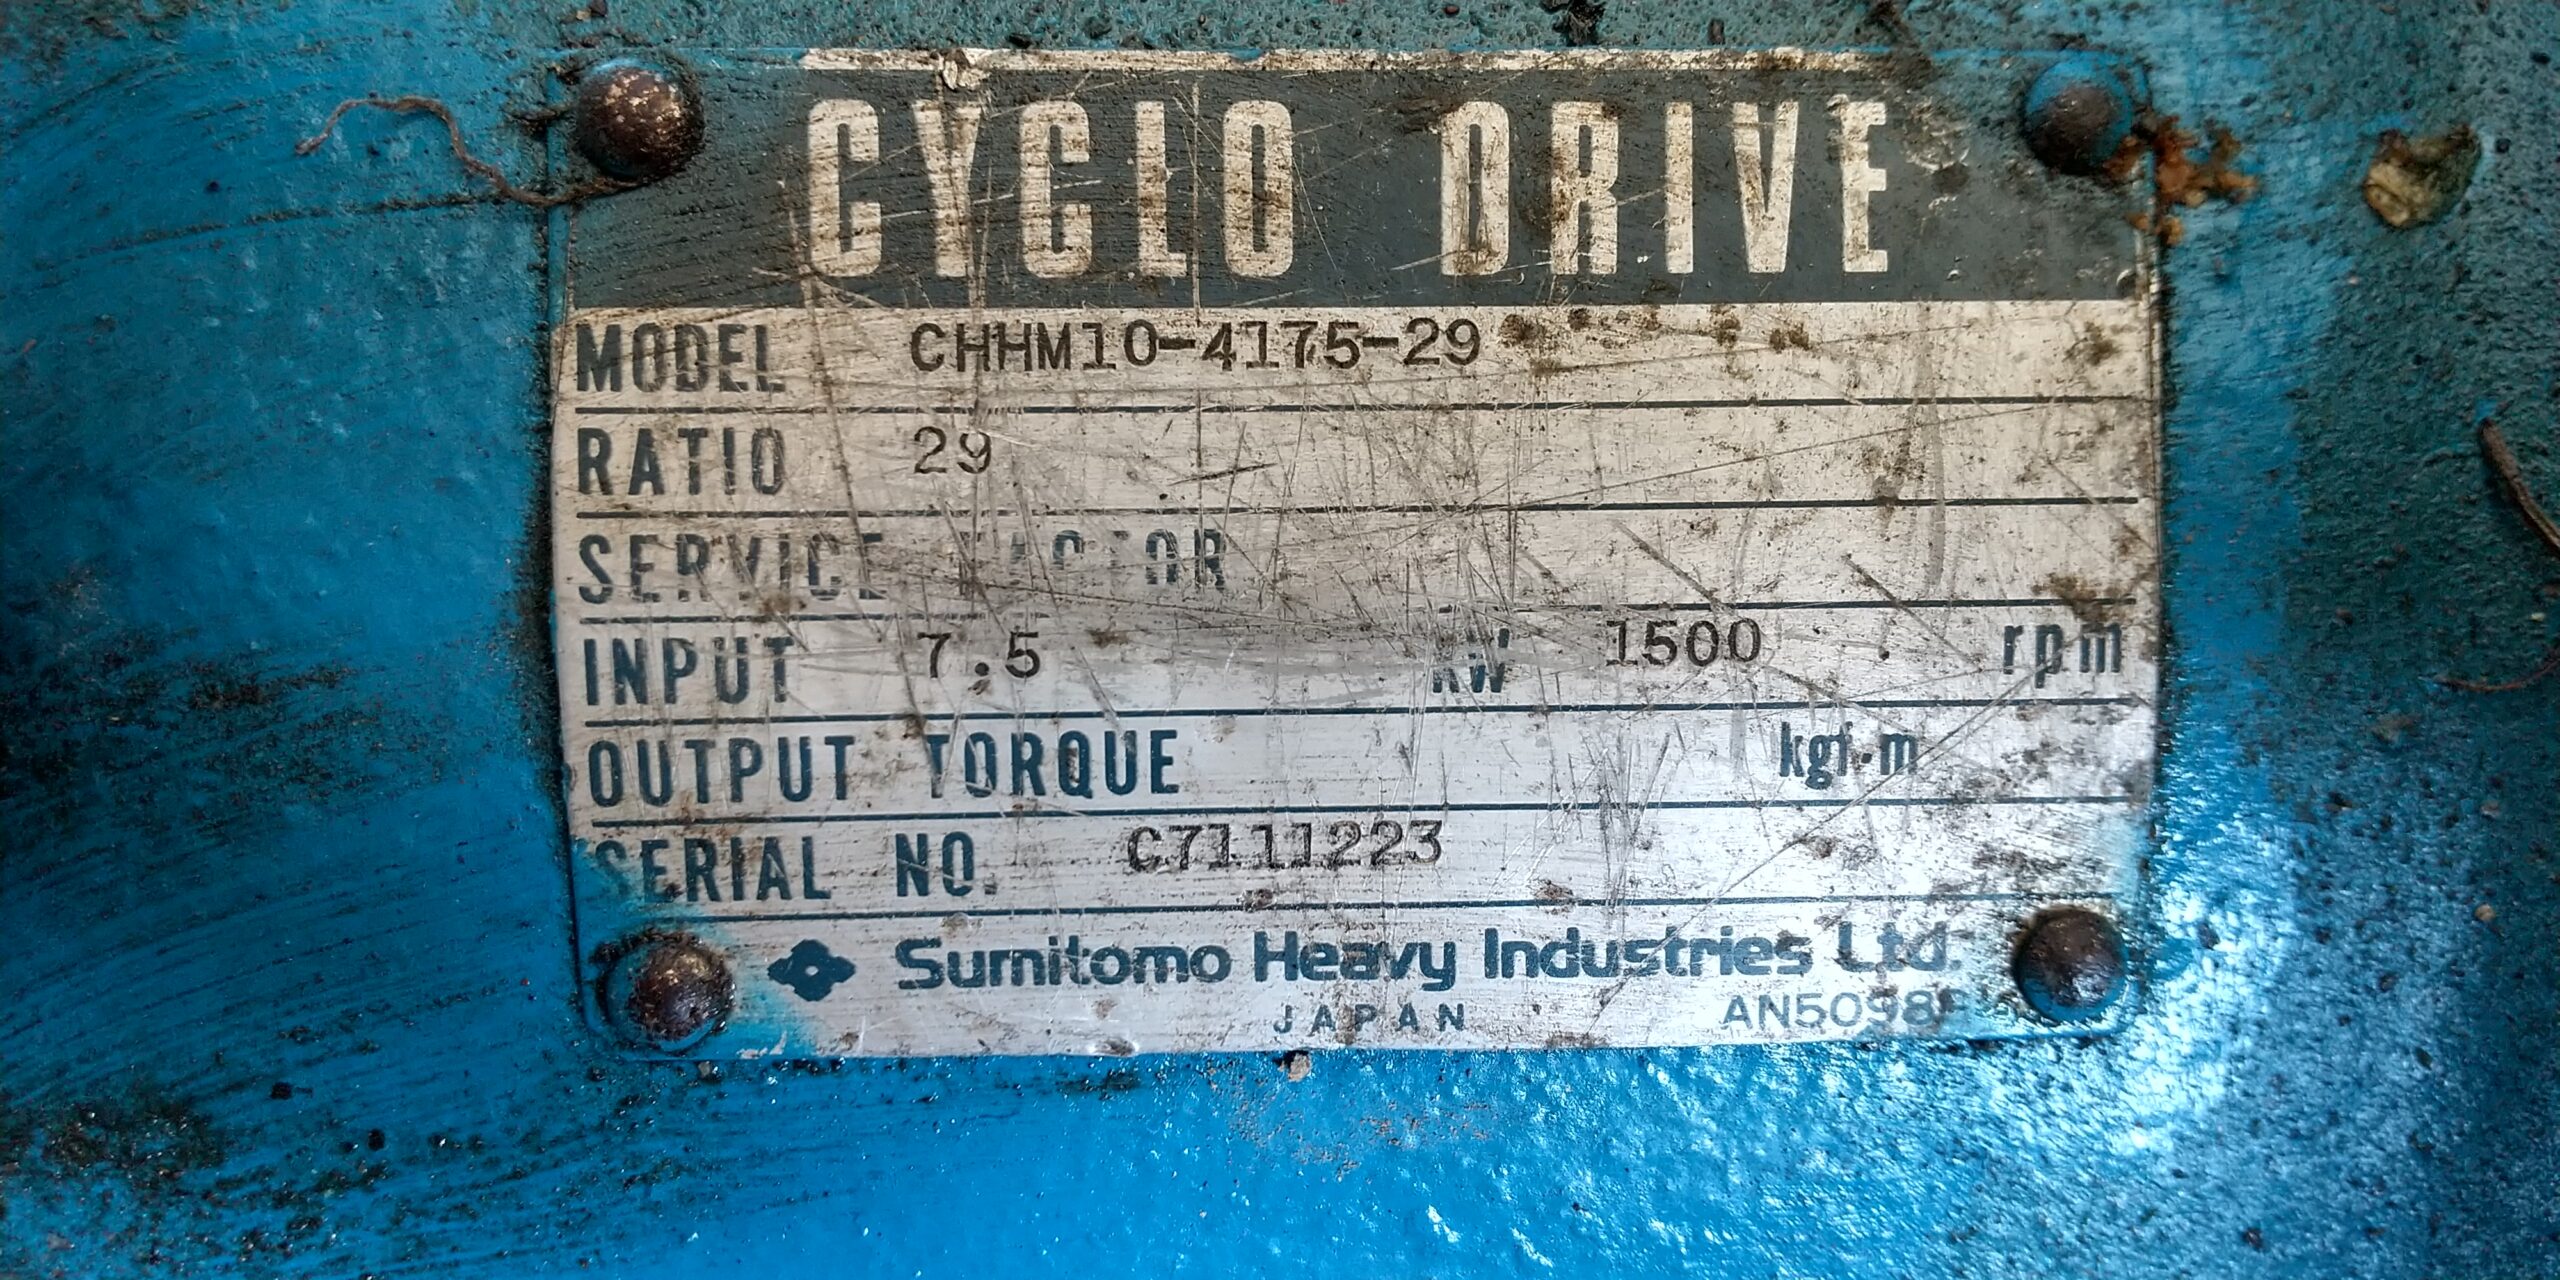 CYCLO DRIVE
MODEL CHHM10-4175-29
RATIO 29
SERVICE FACTOR
INPUT 7.5 kW 1500 rpm
OUTPUT TORQUE kgf·m
SERIAL NO. C7111223
Sumitomo Heavy Industries Ltd.
JAPAN